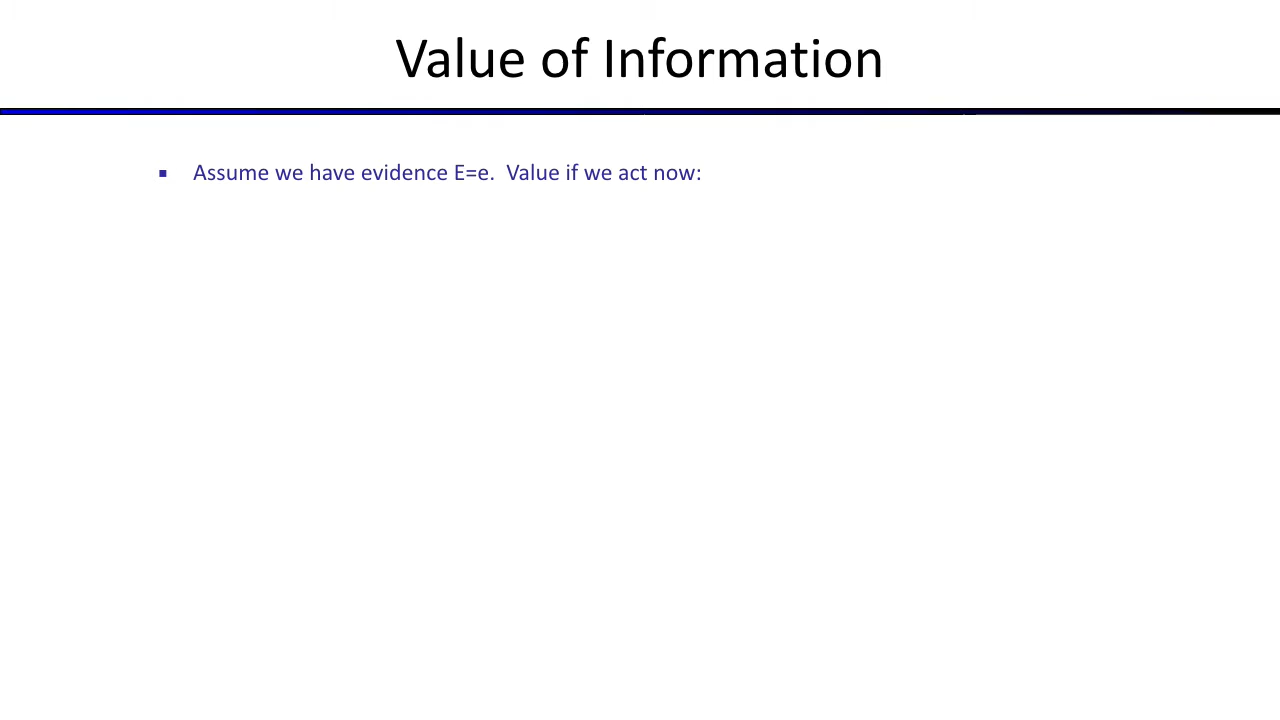 Value of Information
▪ Assume we have evidence E=e.  Value if we act now: